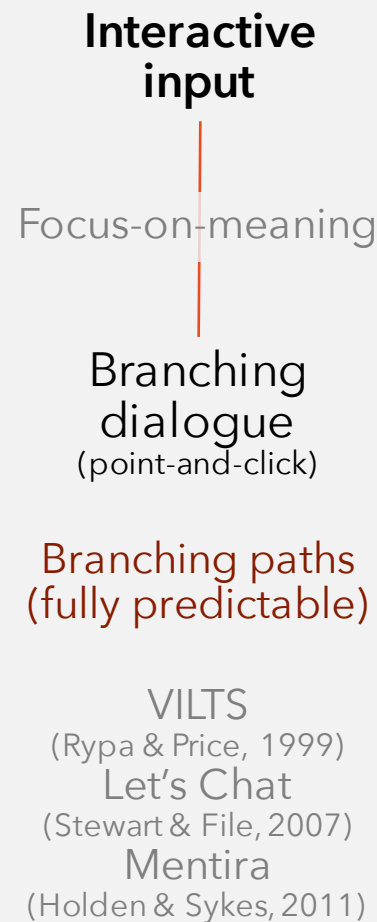 Interactive
input
Focus-on-meaning
Branching
dialogue
(point-and-click)
Branching paths
(fully predictable)
VILTS
(Rypa & Price, 1999)
Let's Chat
(Stewart & File, 2007)
Mentira
(Holden & Sykes, 2011)